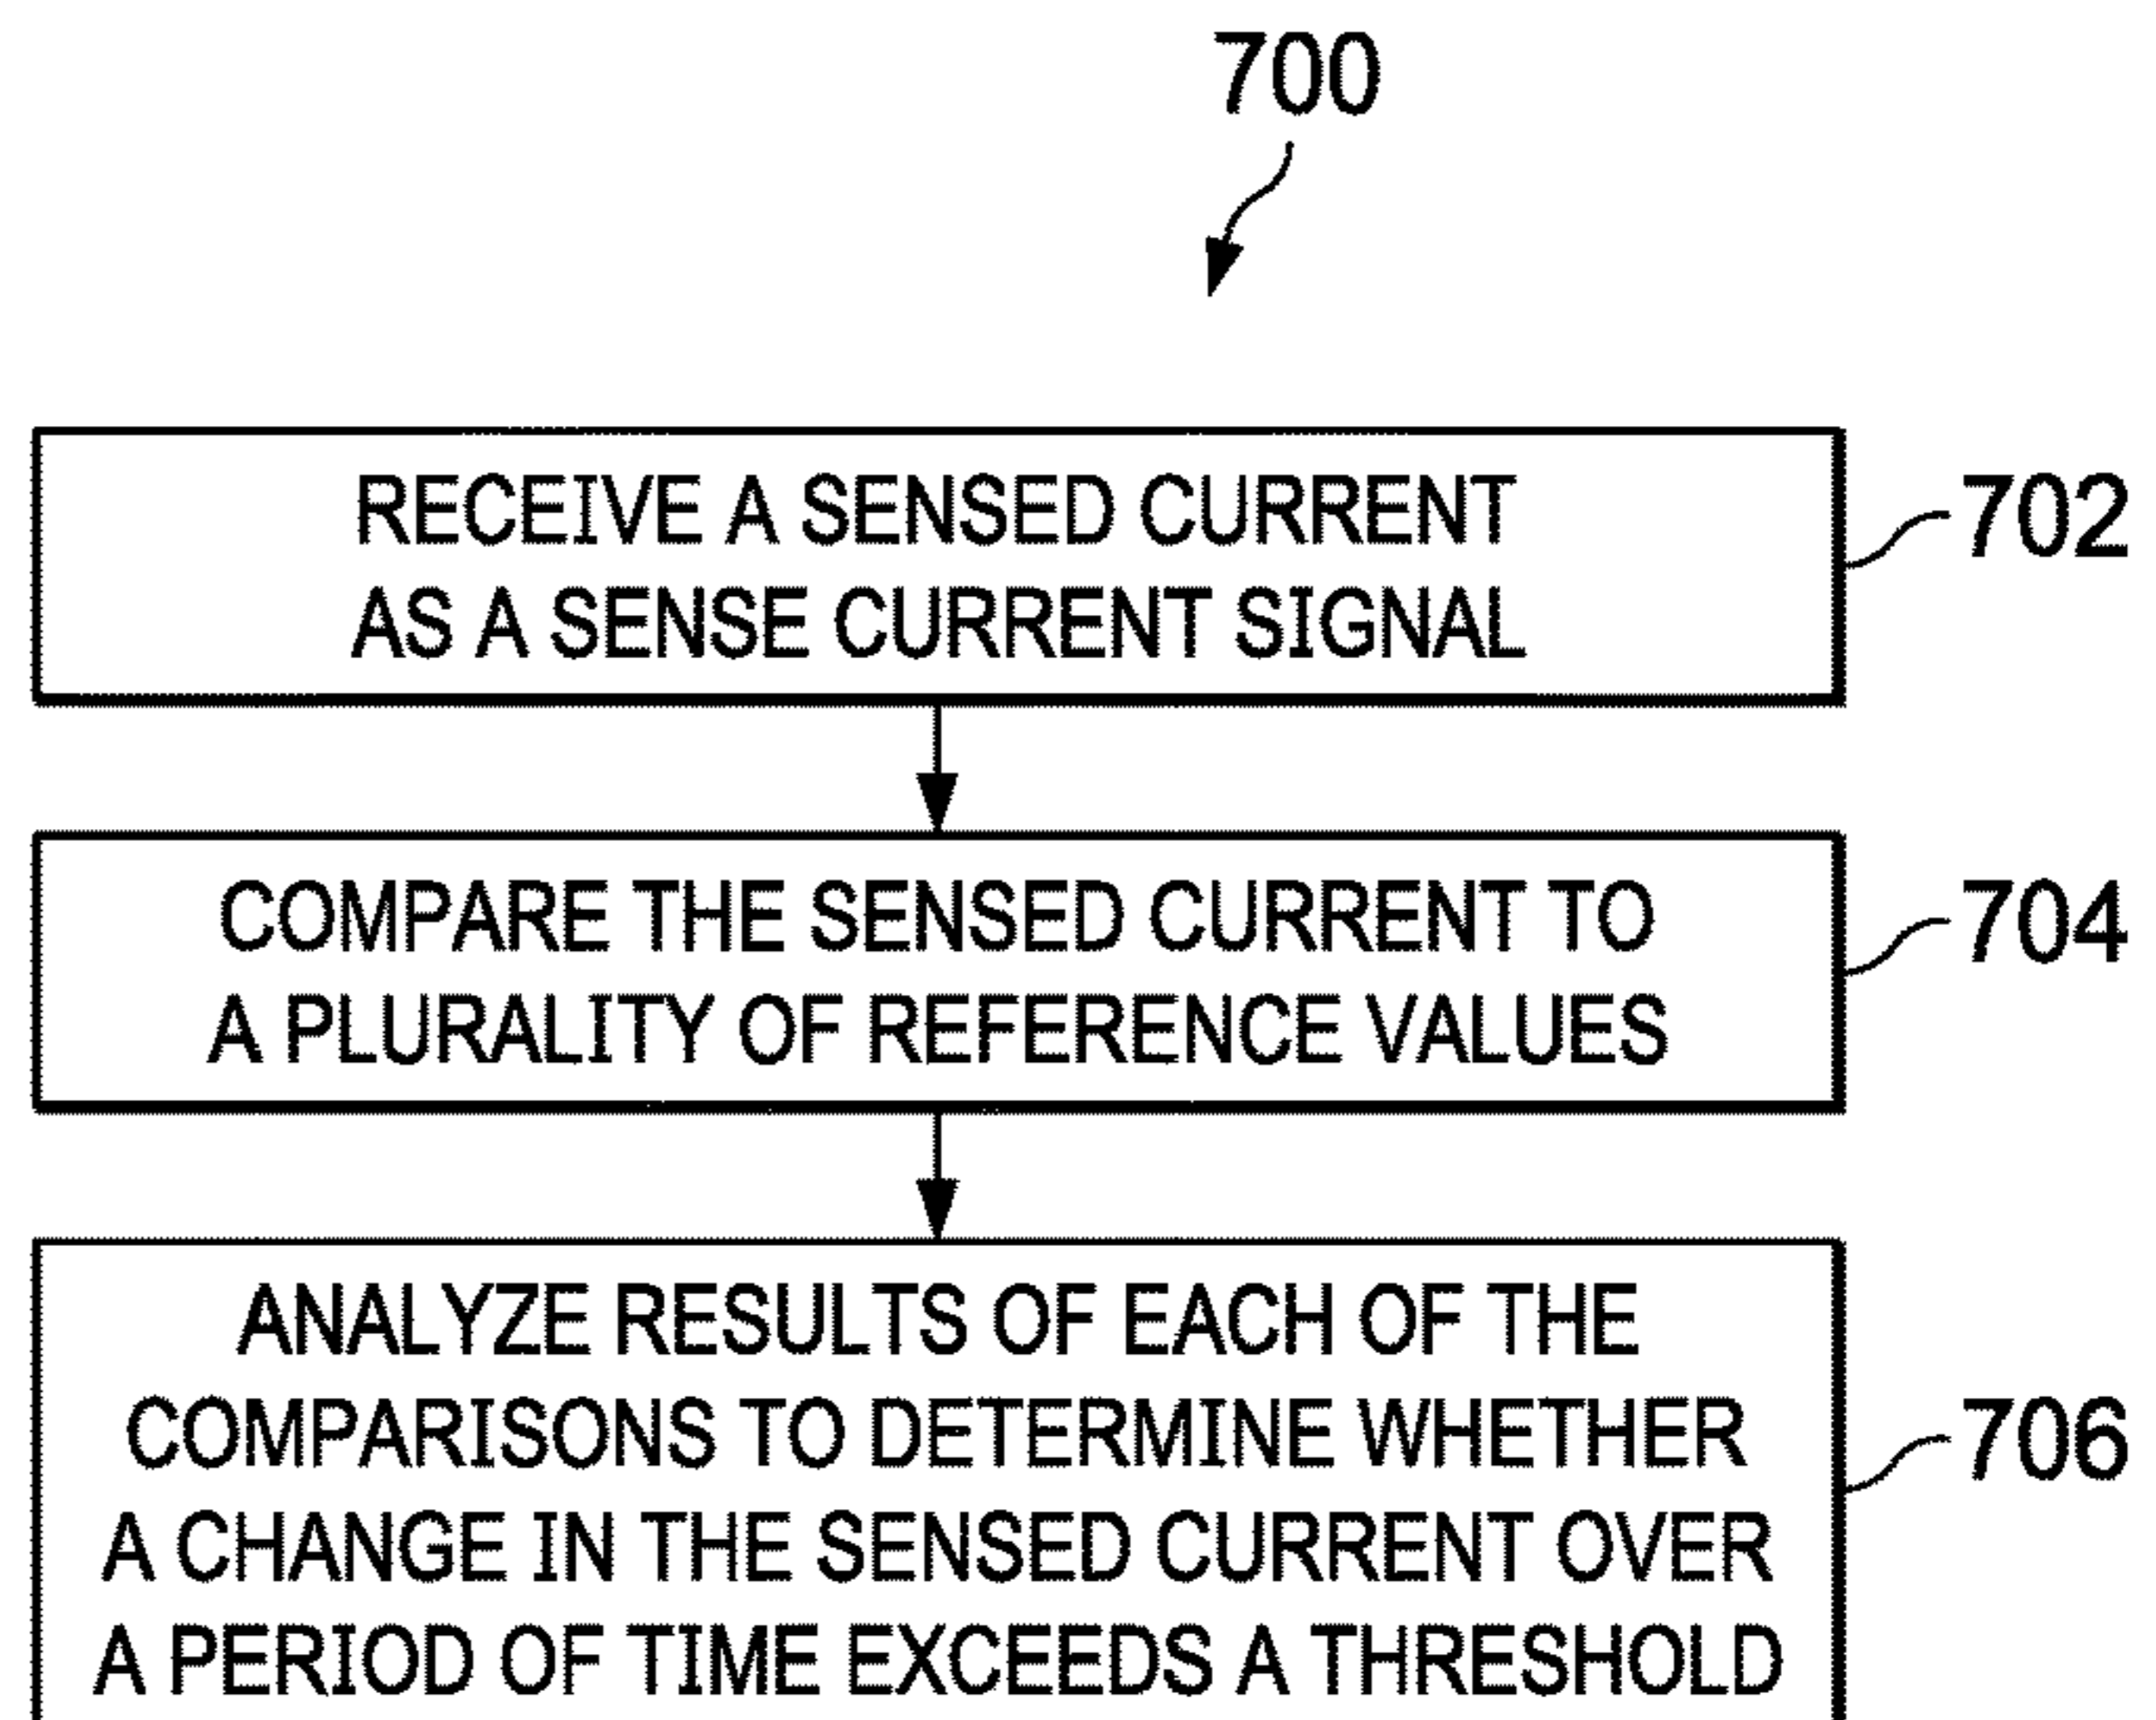 700
RECEIVE A SENSED CURRENT
AS A SENSE CURRENT SIGNAL
702
COMPARE THE SENSED CURRENT TO
A PLURALITY OF REFERENCE VALUES
704
ANALYZE RESULTS OF EACH OF THE
COMPARISONS TO DETERMINE WHETHER
A CHANGE IN THE SENSED CURRENT OVER
A PERIOD OF TIME EXCEEDS A THRESHOLD
706